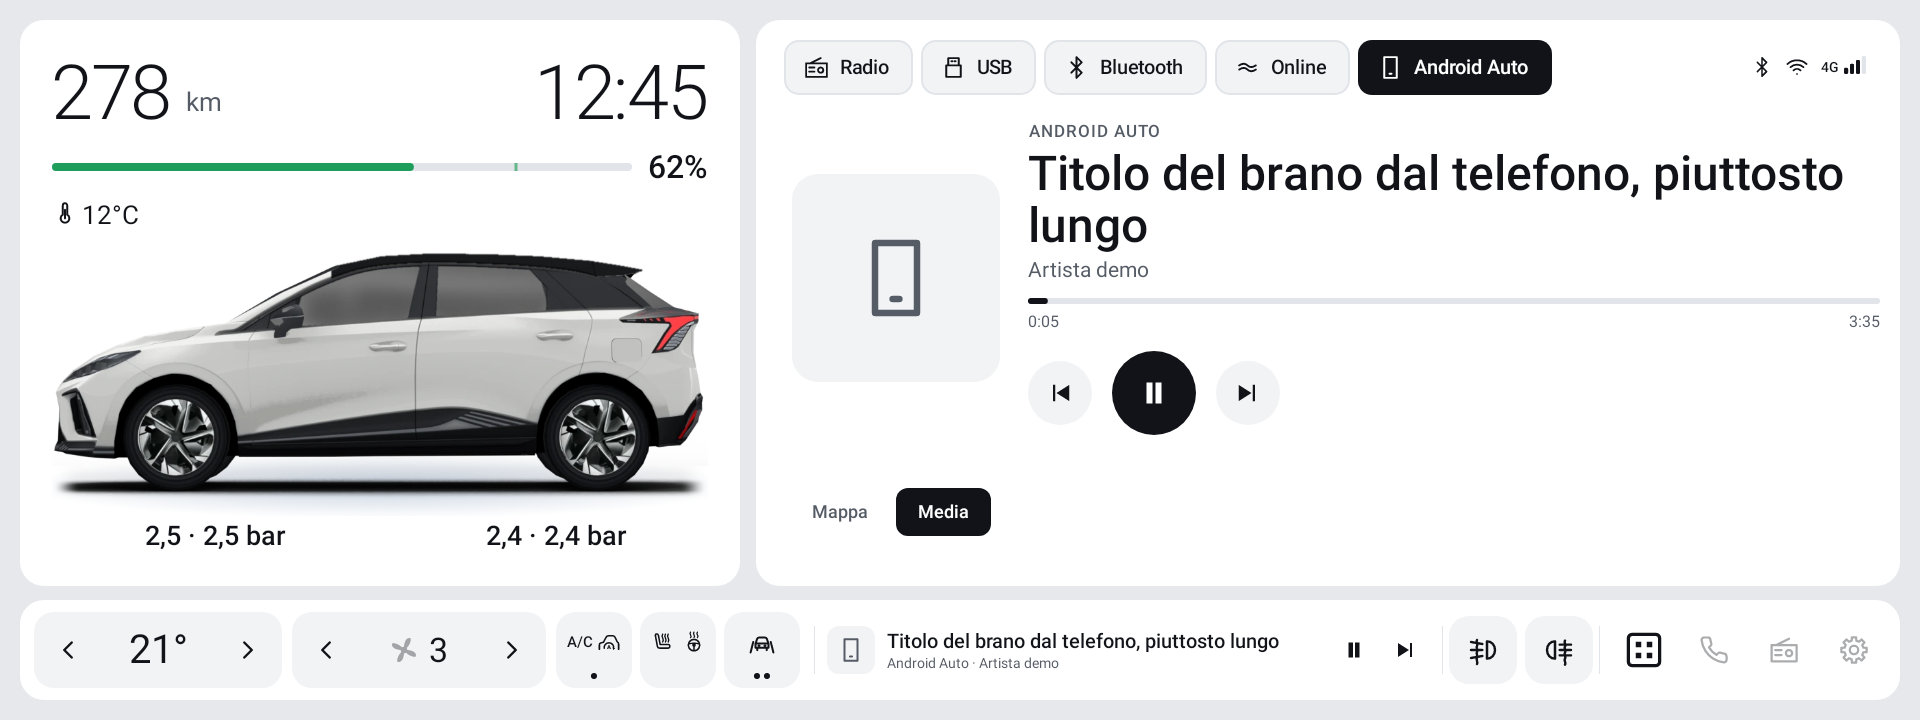 278 km
12:45
62%
12°C
2,5 · 2,5 bar
2,4 · 2,4 bar
Radio
USB
Bluetooth
Online
Android Auto
4G
ANDROID AUTO
Titolo del brano dal telefono, piuttosto
lungo
Artista demo
0:05
3:35
Mappa
Media
21°
3
A/C
Titolo del brano dal telefono, piuttosto lungo
Android Auto · Artista demo